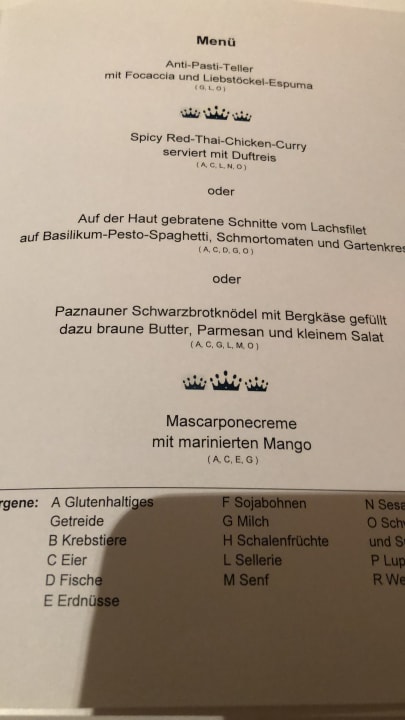 Menü
Anti-Pasti-Teller
mit Focaccia und Liebstöckel-Espuma
( G, L, O )
Spicy Red-Thai-Chicken-Curry
serviert mit Duftreis
( A, C, L, N, O )
oder
Auf der Haut gebratene Schnitte vom Lachsfilet
auf Basilikum-Pesto-Spaghetti, Schmortomaten und Gartenkres
( A, C, D, G, O )
oder
Paznauner Schwarzbrotknödel mit Bergkäse gefüllt
dazu braune Butter, Parmesan und kleinem Salat
( A, C, G, L, M, O )
Mascarponecreme
mit marinierten Mango
( A, C, E, G )
rgene: A Glutenhaltiges F Sojabohnen N Sesa
Getreide G Milch O Schw
B Krebstiere H Schalenfrüchte und S
C Eier L Sellerie P Lup
D Fische M Senf R We
E Erdnüsse